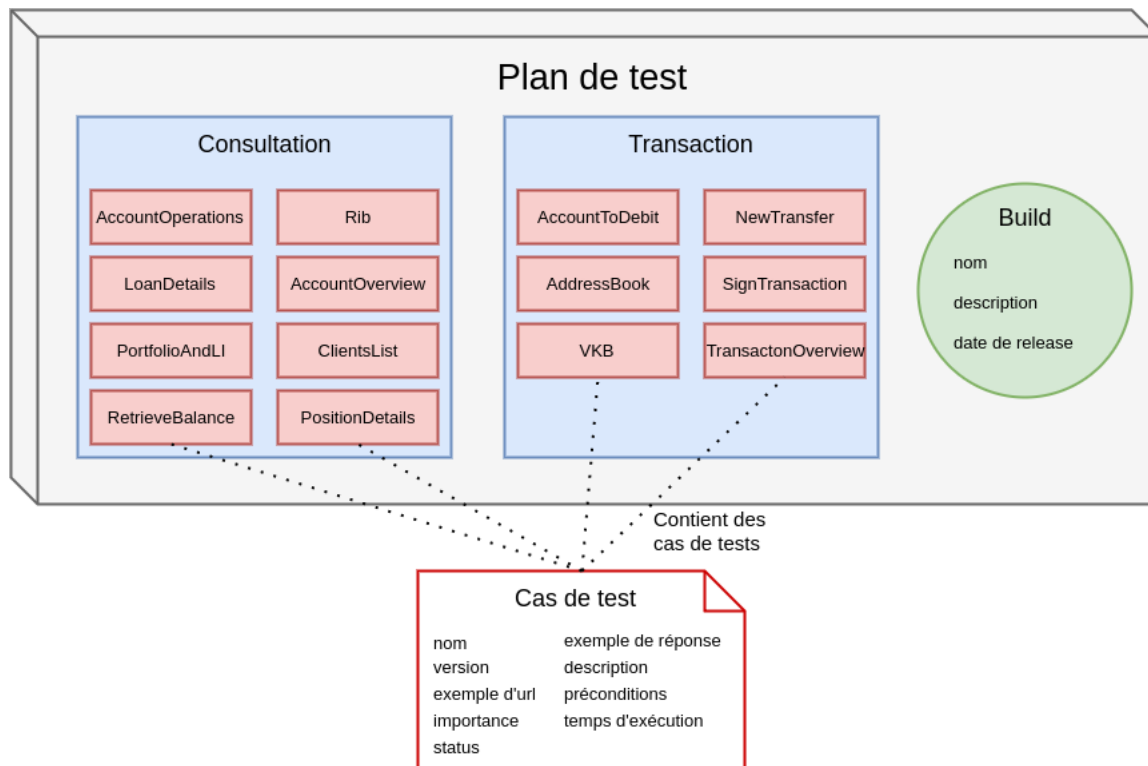 Plan de test
Consultation
AccountOperations
Rib
LoanDetails
AccountOverview
PortfolioAndLI
ClientsList
RetrieveBalance
PositionDetails
Transaction
AccountToDebit
NewTransfer
AddressBook
SignTransaction
VKB
TransactonOverview
Build
nom
description
date de release
Contient des
cas de tests
Cas de test
nom
version
exemple d'url
importance
status
exemple de réponse
description
préconditions
temps d'exécution